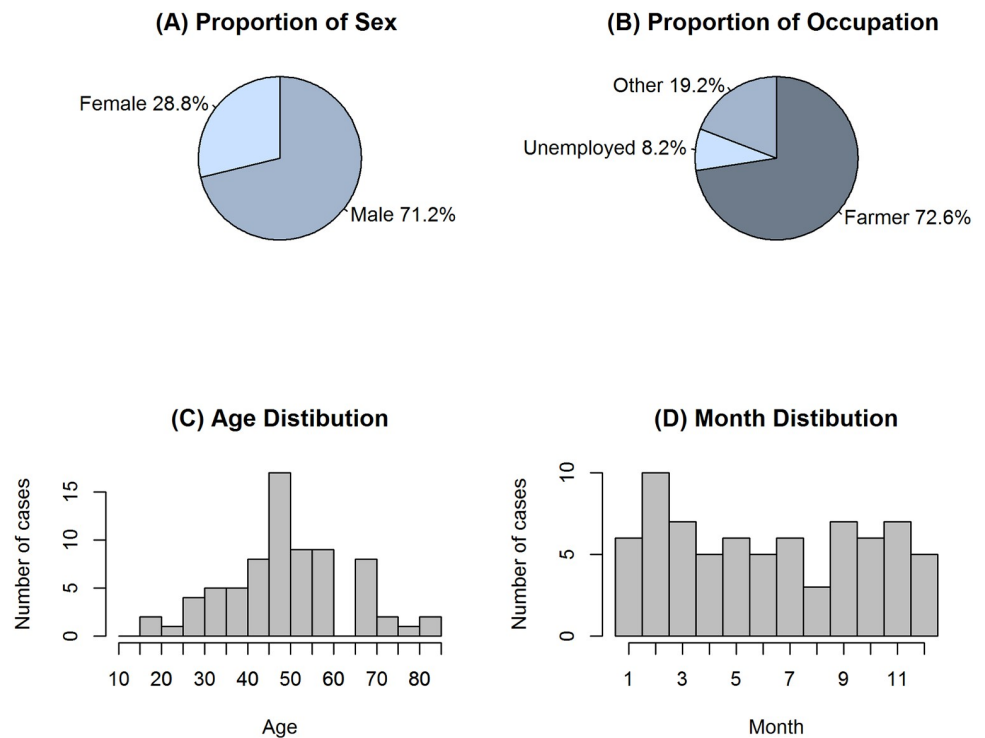 (A) Proportion of Sex
Female 28.8%
Male 71.2%
(B) Proportion of Occupation
Other 19.2%
Unemployed 8.2%
Farmer 72.6%
(C) Age Distibution
Number of cases
15
10
5
0
10 20 30 40 50 60 70 80
Age
(D) Month Distibution
Number of cases
10
5
0
1 3 5 7 9 11
Month